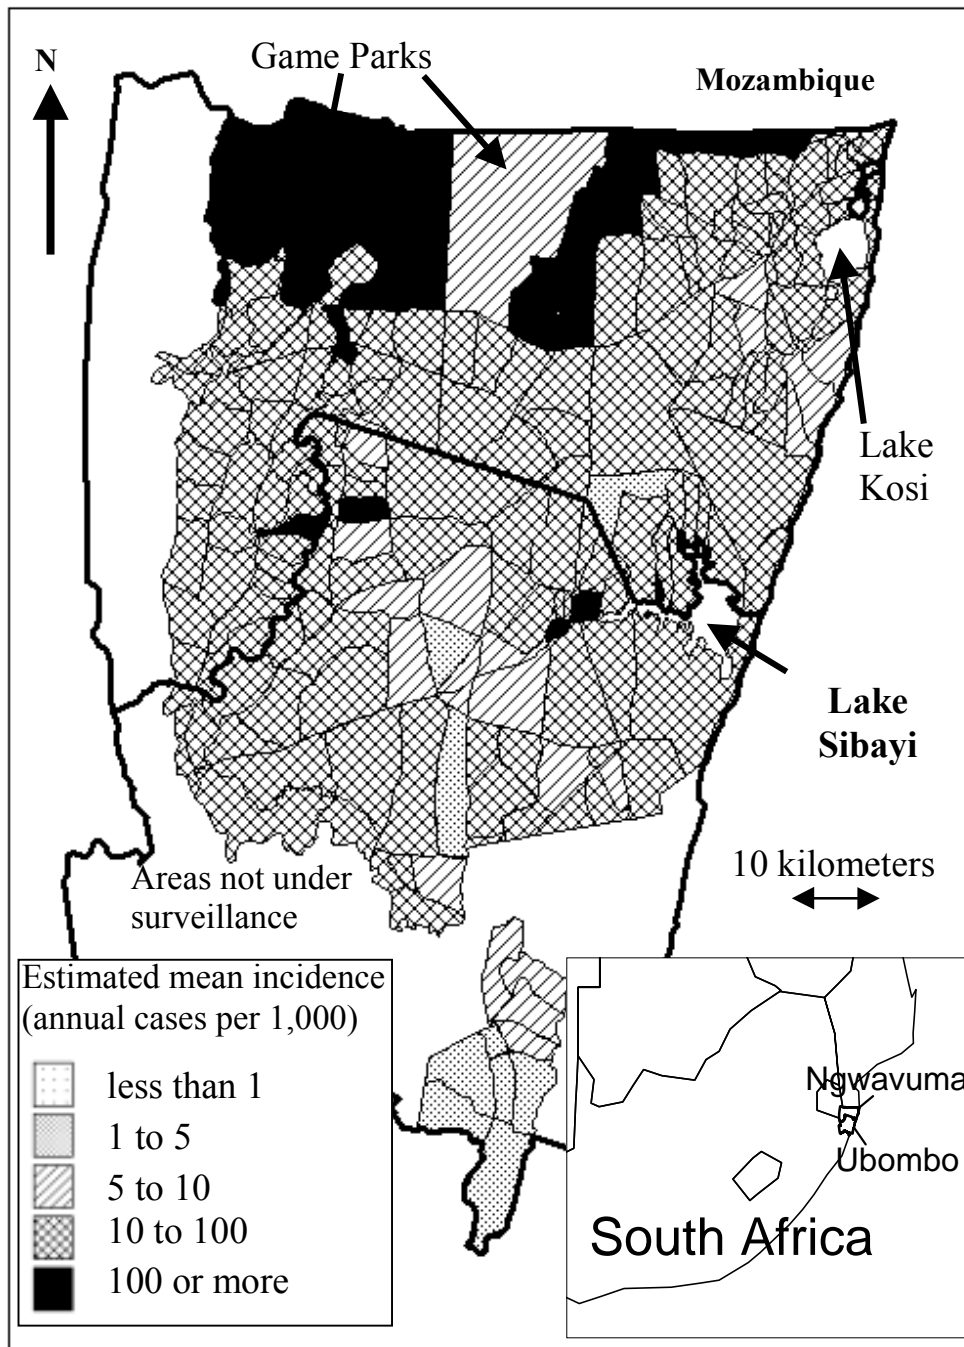 Game Parks
N
Mozambique
Lake
Kosi
Lake
Sibayi
10 kilometers
Areas not under
surveillance
Estimated mean incidence
(annual cases per 1,000)
less than 1
1 to 5
5 to 10
10 to 100
100 or more
Ngwavuma
Ubombo
South Africa